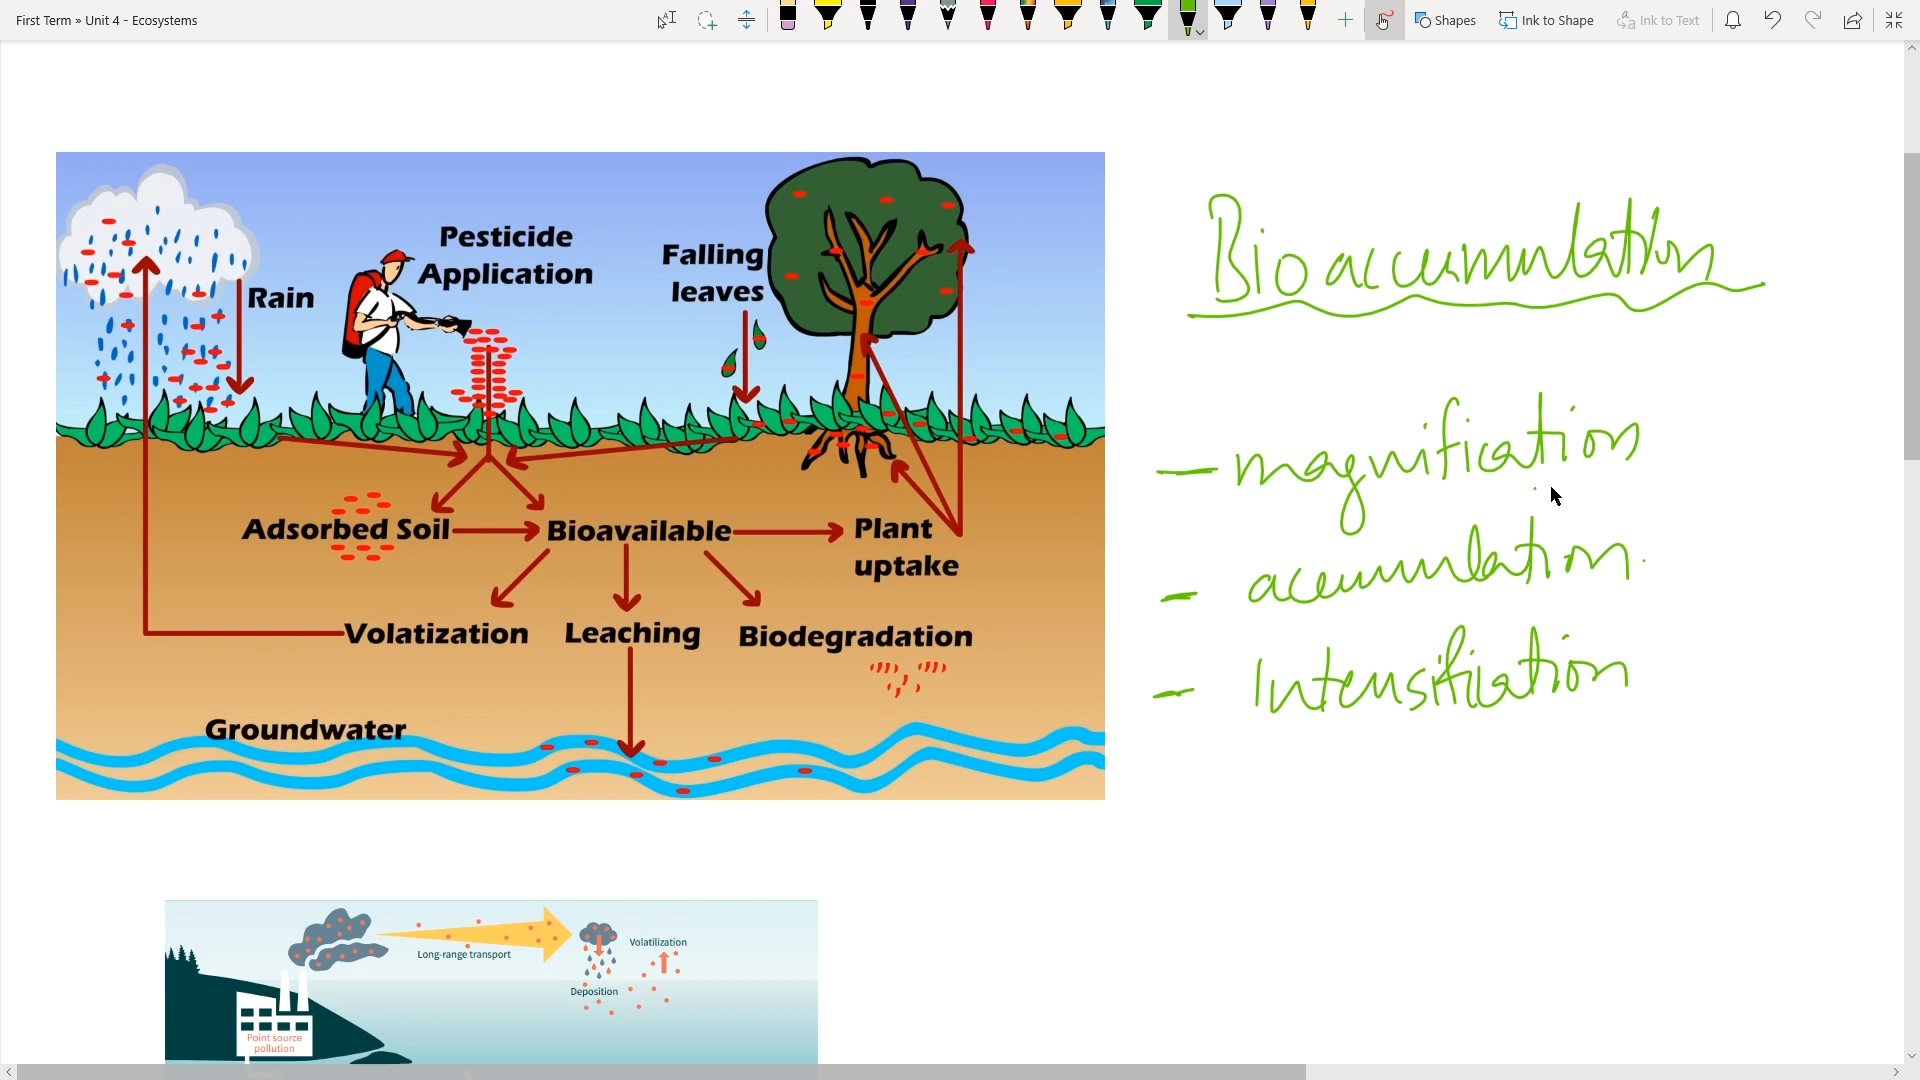 First Term » Unit 4 - Ecosystems
Shapes
Ink to Shape
Ink to Text
Pesticide
Application
Falling
leaves
Rain
Adsorbed Soil
Bioavailable
Plant
uptake
Volatization
Leaching
Biodegradation
Groundwater
Bioaccumulation
- magnification
- accumulation.
- Intensification
Long-range transport
Volatilization
Deposition
Point source
pollution